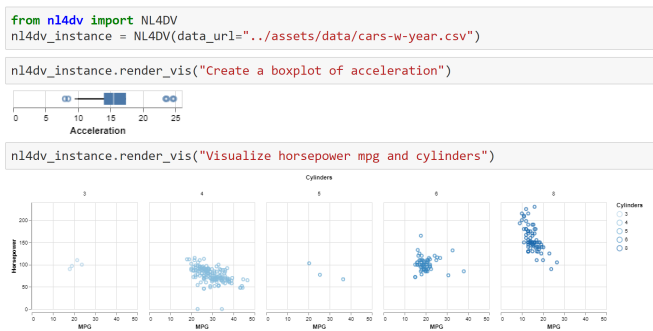 from nl4dv import NL4DV
nl4dv_instance = NL4DV(data_url="../assets/data/cars-w-year.csv")
nl4dv_instance.render_vis("Create a boxplot of acceleration")
0 5 10 15 20 25
Acceleration
nl4dv_instance.render_vis("Visualize horsepower mpg and cylinders")
Cylinders
3 4 5 6 8
Cylinders
3
4
5
6
8
200
150
100
50
0
Horsepower
0 10 20 30 40 50 0 10 20 30 40 50 0 10 20 30 40 50 0 10 20 30 40 50 0 10 20 30 40 50
MPG MPG MPG MPG MPG